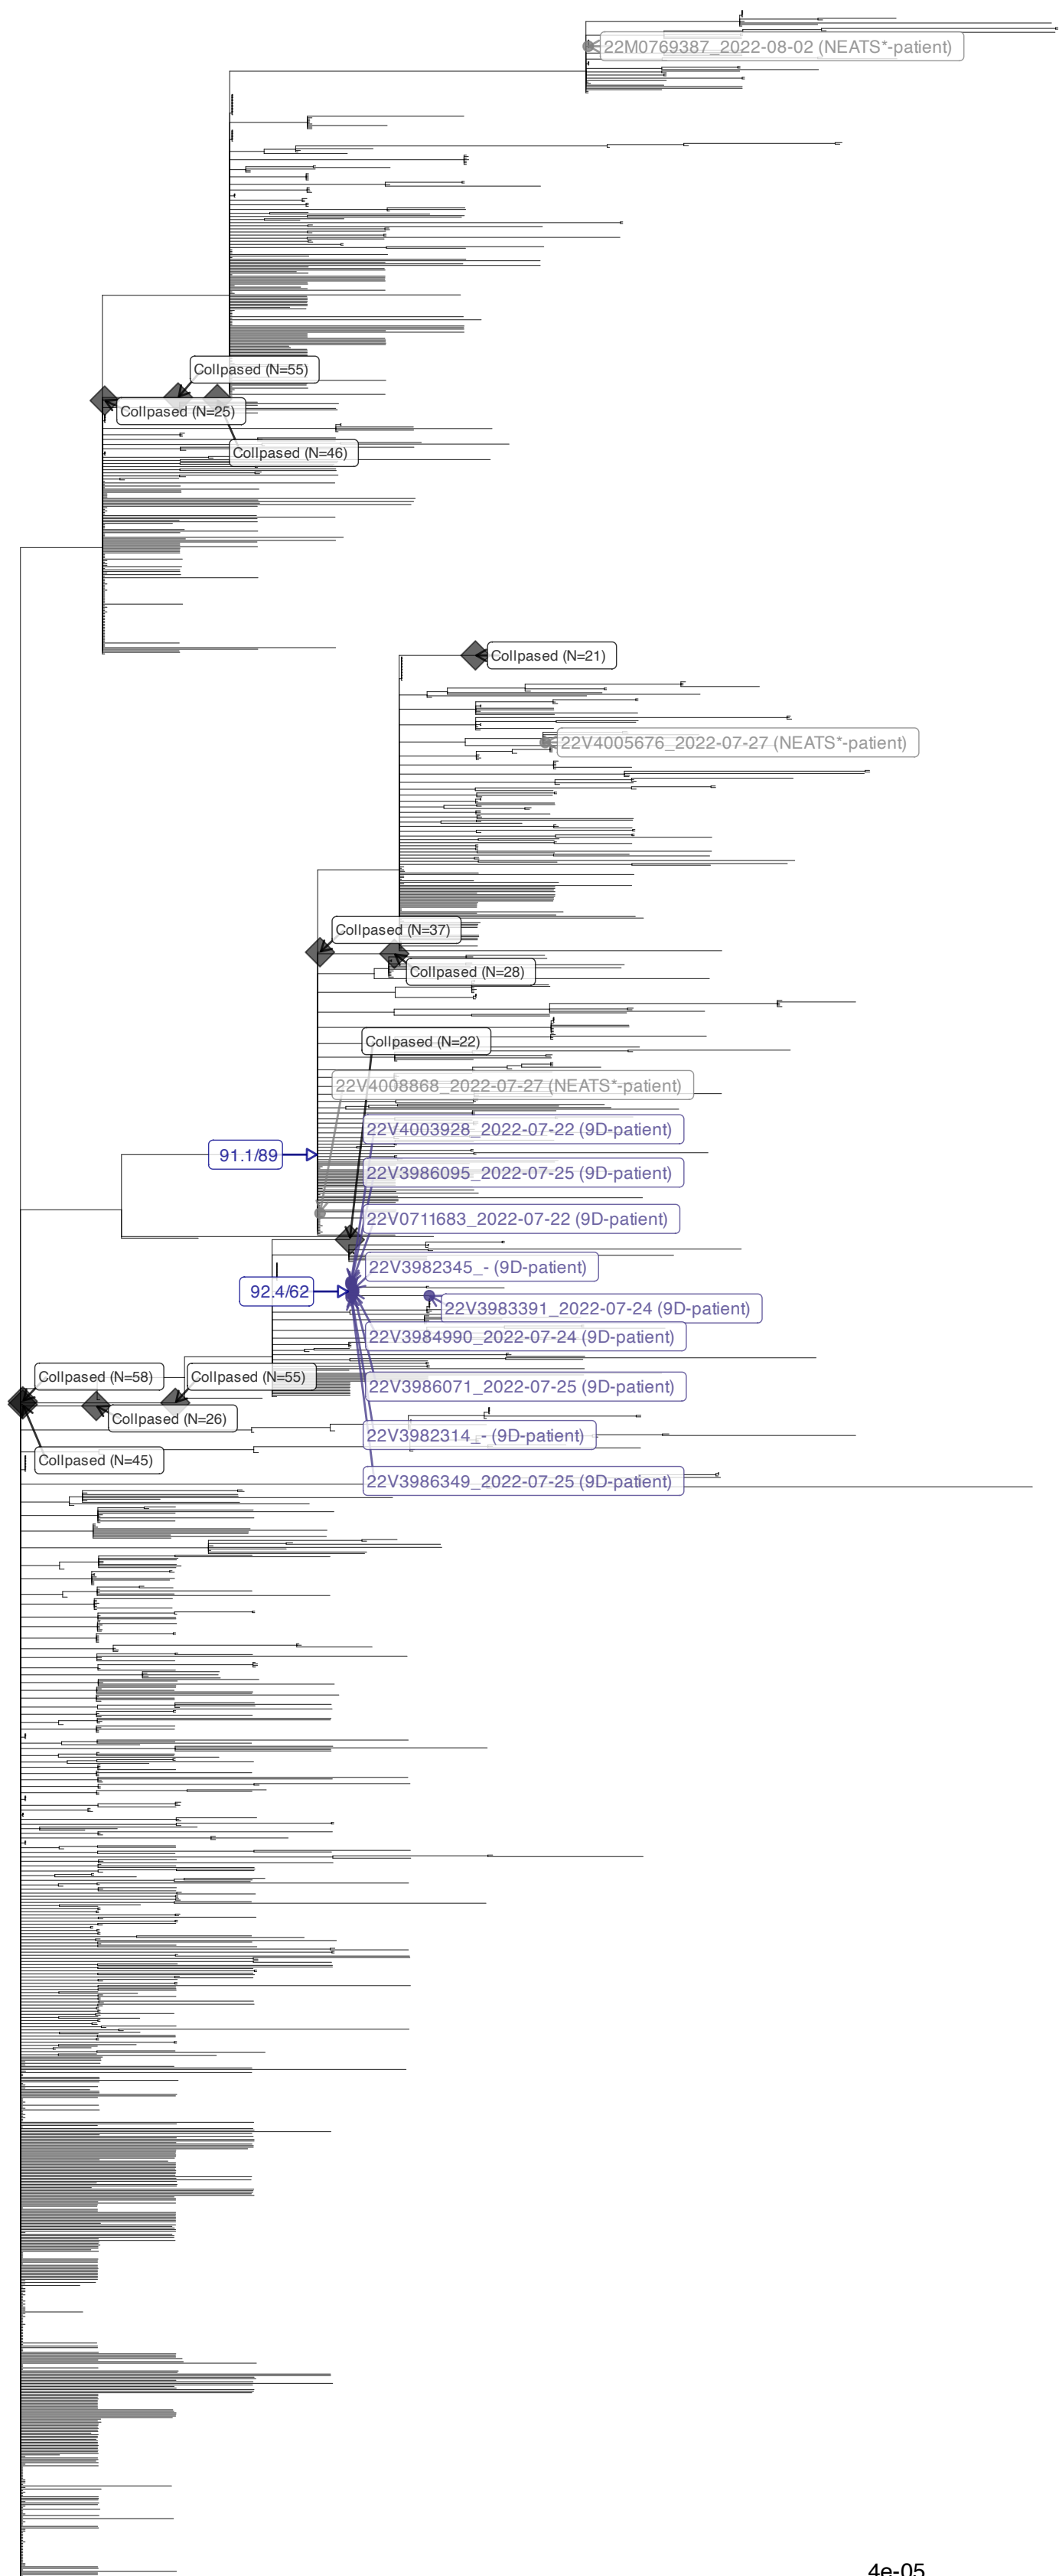 22M0769387_2022-08-02 (NEATS*-patient)
Collpased (N=55)
Collpased (N=25)
Collpased (N=46)
Collpased (N=21)
22V4005676_2022-07-27 (NEATS*-patient)
Collpased (N=37)
Collpased (N=28)
Collpased (N=22)
22V4008868_2022-07-27 (NEATS*-patient)
22V4003928_2022-07-22 (9D-patient)
91.1/89
22V3986095_2022-07-25 (9D-patient)
22V0711683_2022-07-22 (9D-patient)
22V3982345_- (9D-patient)
92.4/62
22V3983391_2022-07-24 (9D-patient)
22V3984990_2022-07-24 (9D-patient)
Collpased (N=58)
Collpased (N=55)
22V3986071_2022-07-25 (9D-patient)
Collpased (N=26)
22V3982314_- (9D-patient)
Collpased (N=45)
22V3986349_2022-07-25 (9D-patient)
4e-05